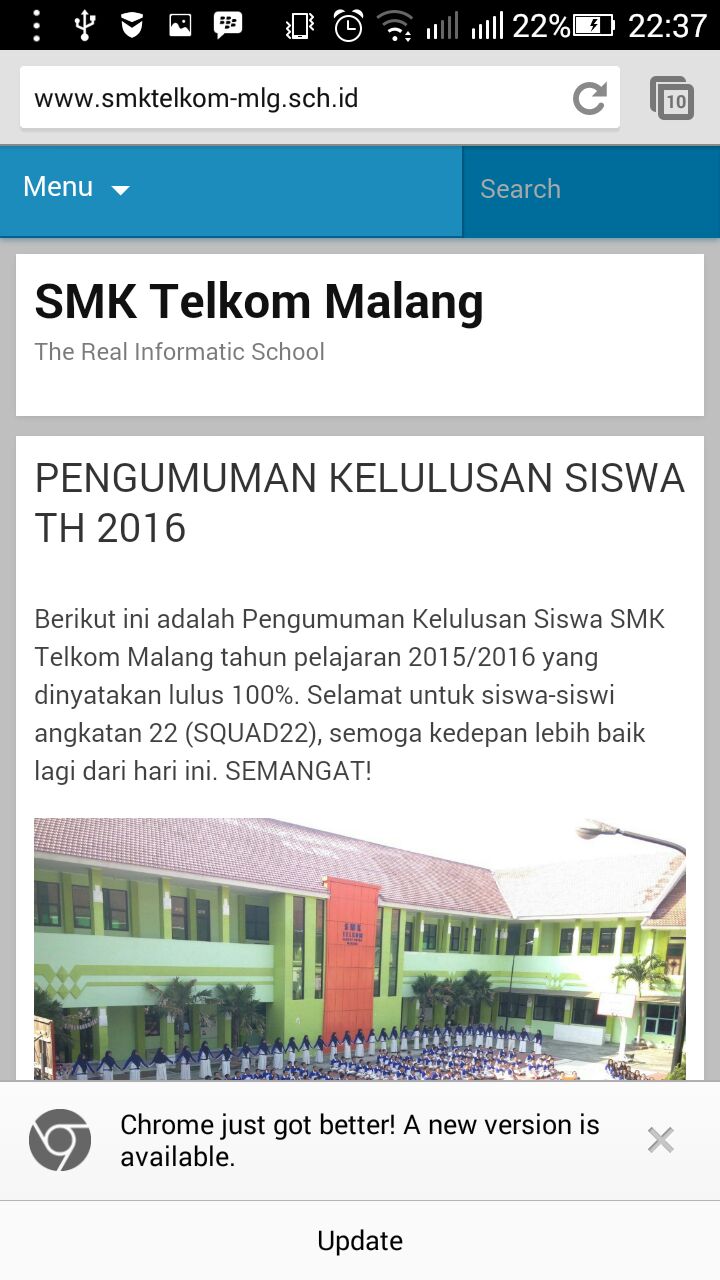 22% 22:37
www.smktelkom-mlg.sch.id
10
Menu
Search
SMK Telkom Malang
The Real Informatic School
PENGUMUMAN KELULUSAN SISWA
TH 2016
Berikut ini adalah Pengumuman Kelulusan Siswa SMK
Telkom Malang tahun pelajaran 2015/2016 yang
dinyatakan lulus 100%. Selamat untuk siswa-siswi
angkatan 22 (SQUAD22), semoga kedepan lebih baik
lagi dari hari ini. SEMANGAT!
SMK
TELKOM
Chrome just got better! A new version is
available.
Update